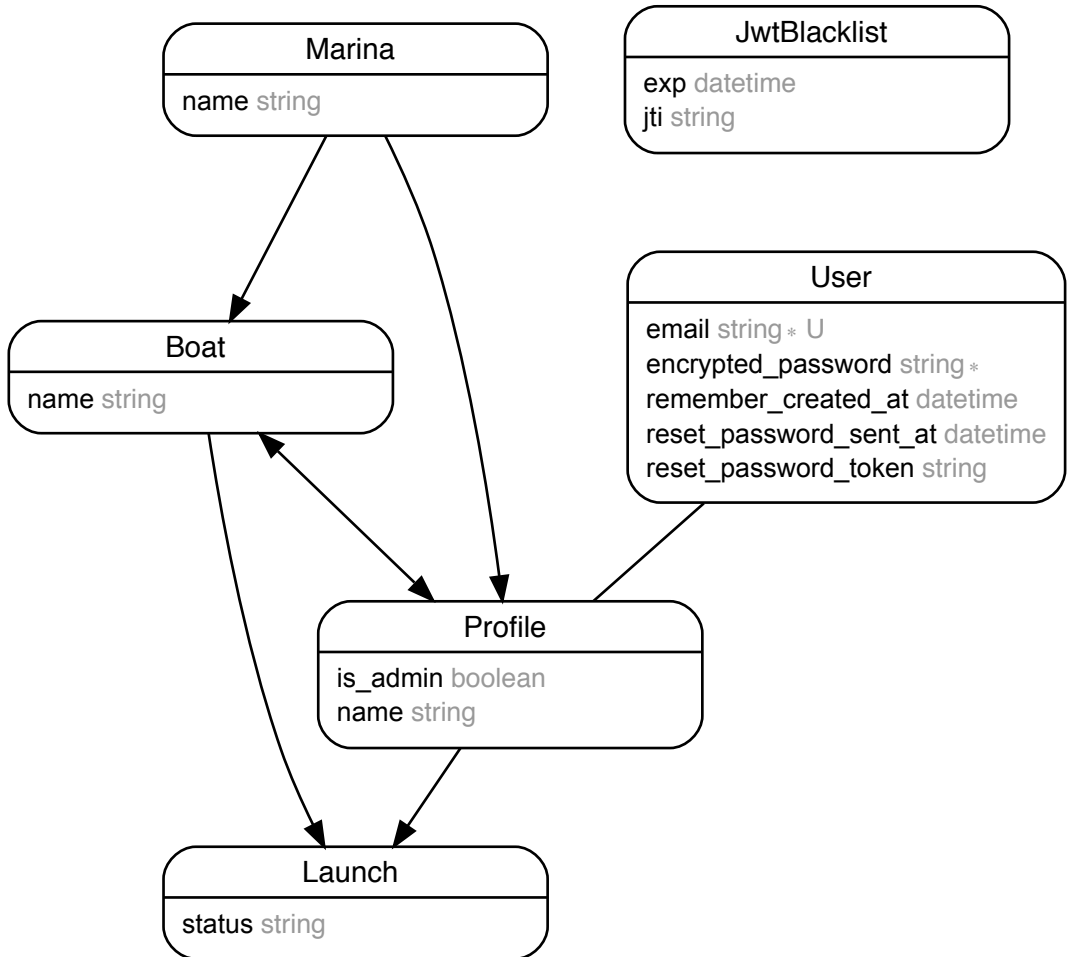 Marina
name string
JwtBlacklist
exp datetime
jti string
User
email string∗ U
encrypted_password string∗
remember_created_at datetime
reset_password_sent_at datetime
reset_password_token string
Boat
name string
Profile
is_admin boolean
name string
Launch
status string